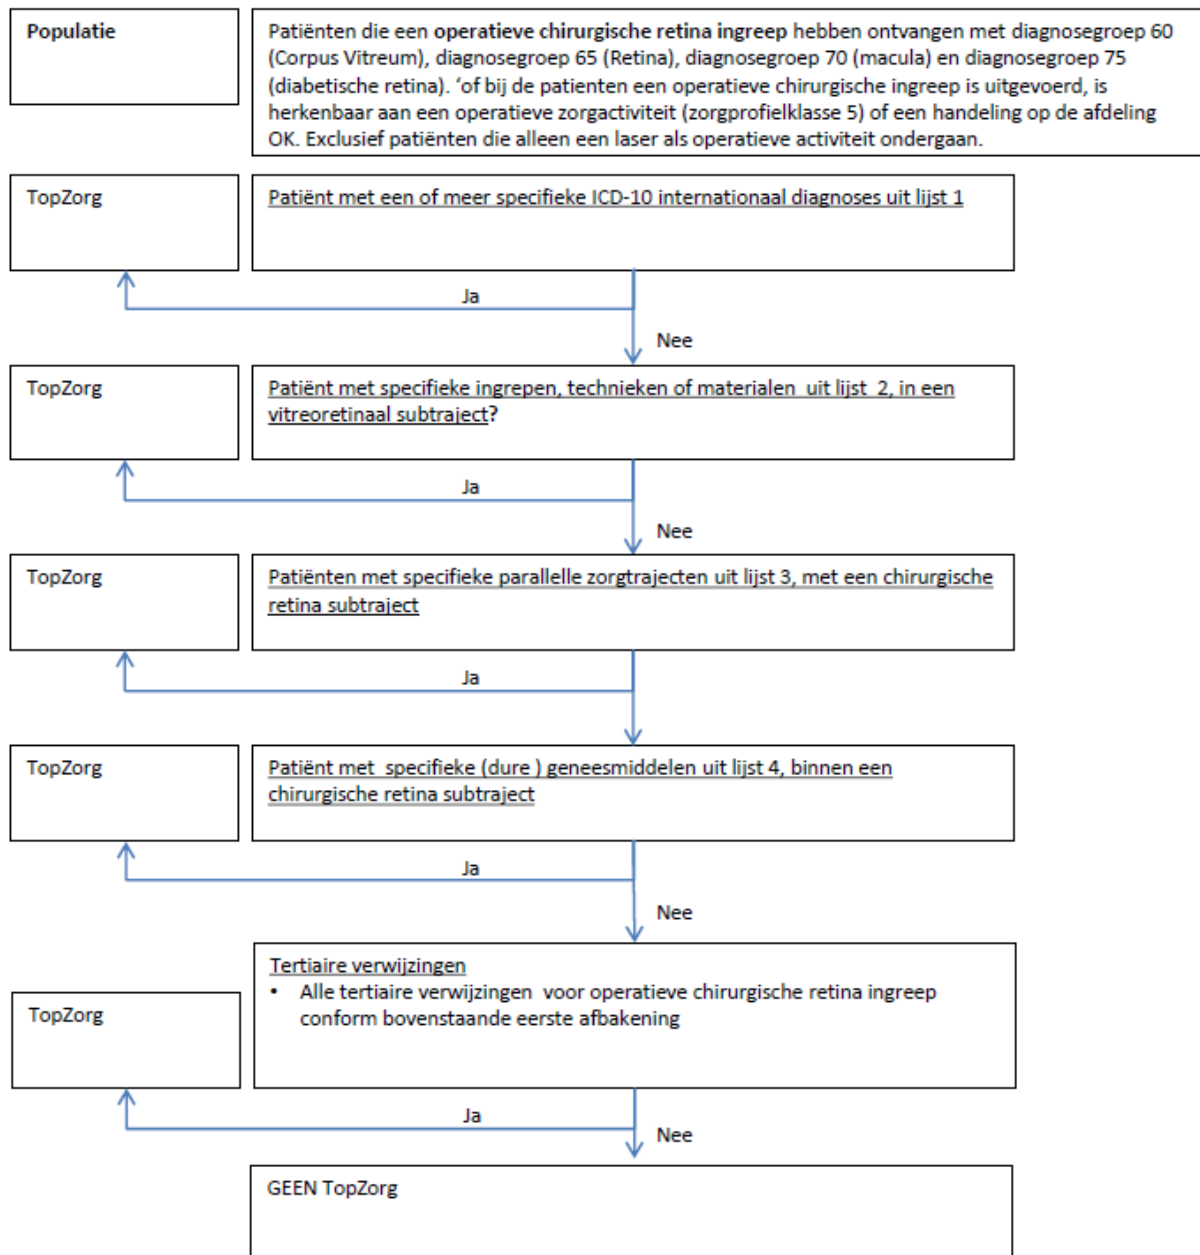 Populatie
Patiënten die een operatieve chirurgische retina ingreep hebben ontvangen met diagnosegroep 60
(Corpus Vitreum), diagnosegroep 65 (Retina), diagnosegroep 70 (macula) en diagnosegroep 75
(diabetische retina). ‘of bij de patienten een operatieve chirurgische ingreep is uitgevoerd, is
herkenbaar aan een operatieve zorgactiviteit (zorgprofielklasse 5) of een handeling op de afdeling
OK. Exclusief patiënten die alleen een laser als operatieve activiteit ondergaan.
TopZorg
Patiënt met een of meer specifieke ICD-10 internationaal diagnoses uit lijst 1
Ja
Nee
TopZorg
Patiënt met specifieke ingrepen, technieken of materialen uit lijst 2, in een
vitreoretinaal subtraject?
Ja
Nee
TopZorg
Patiënten met specifieke parallelle zorgtrajecten uit lijst 3, met een chirurgische
retina subtraject
Ja
TopZorg
Patiënt met specifieke (dure ) geneesmiddelen uit lijst 4, binnen een
chirurgische retina subtraject
Ja
Nee
Tertiaire verwijzingen
• Alle tertiaire verwijzingen voor operatieve chirurgische retina ingreep
conform bovenstaande eerste afbakening
TopZorg
Ja
Nee
GEEN TopZorg